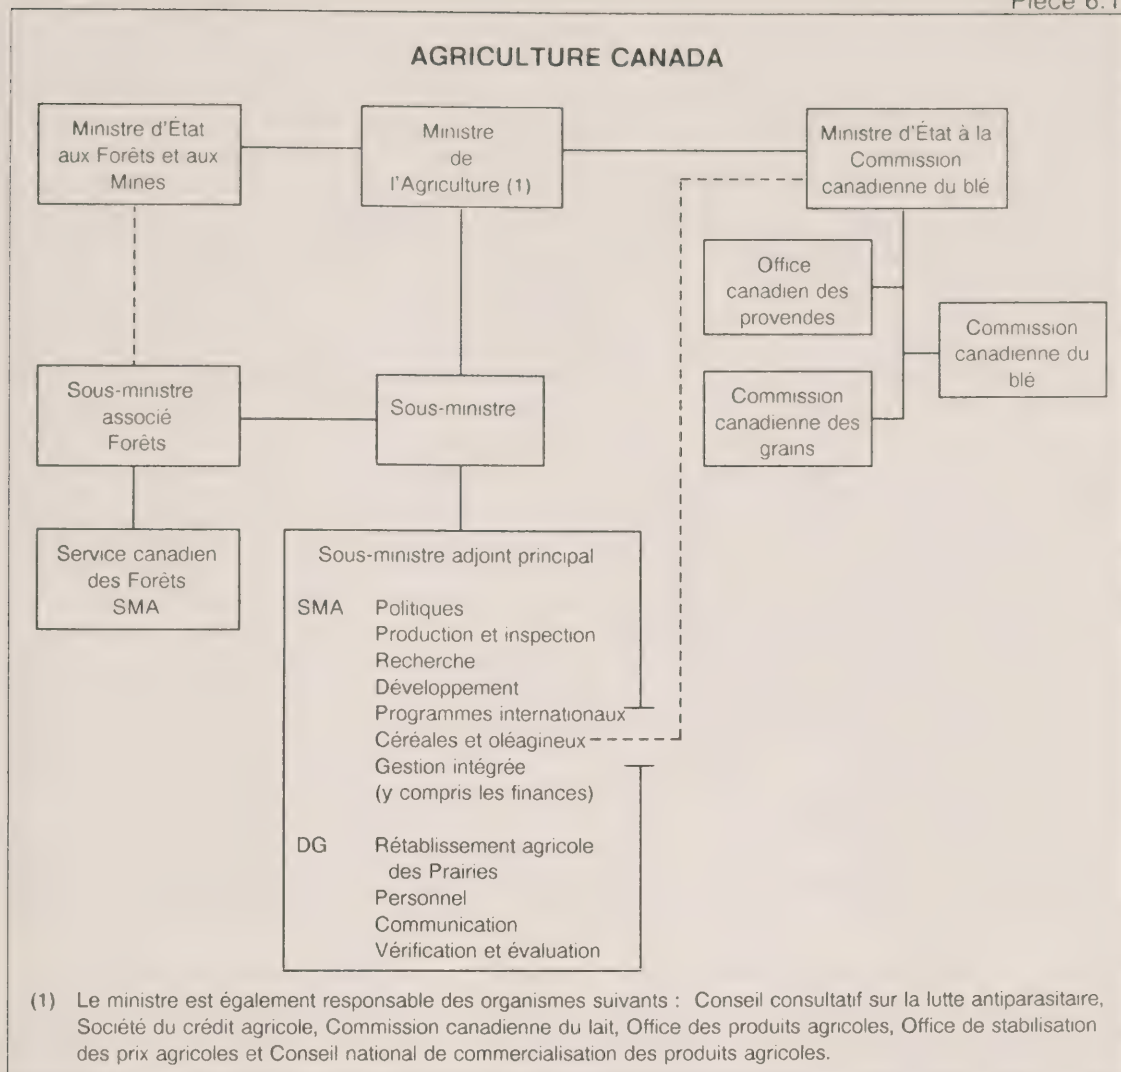 Pièce 6.1
AGRICULTURE CANADA
Ministre d'État
aux Forêts et aux
Mines
Ministre
de
l'Agriculture (1)
Ministre d'État à la
Commission
canadienne du blé
Office
canadien des
provendes
Commission
canadienne du
blé
Commission
canadienne des
grains
Sous-ministre
associé
Forêts
Sous-ministre
Service canadien
des Forêts
SMA
Sous-ministre adjoint principal
SMA Politiques
Production et inspection
Recherche
Développement
Programmes internationaux
Céréales et oléagineux
Gestion intégrée
(y compris les finances)
DG Rétablissement agricole
des Prairies
Personnel
Communication
Vérification et évaluation
(1) Le ministre est également responsable des organismes suivants : Conseil consultatif sur la lutte antiparasitaire,
Société du crédit agricole, Commission canadienne du lait, Office des produits agricoles, Office de stabilisation
des prix agricoles et Conseil national de commercialisation des produits agricoles.